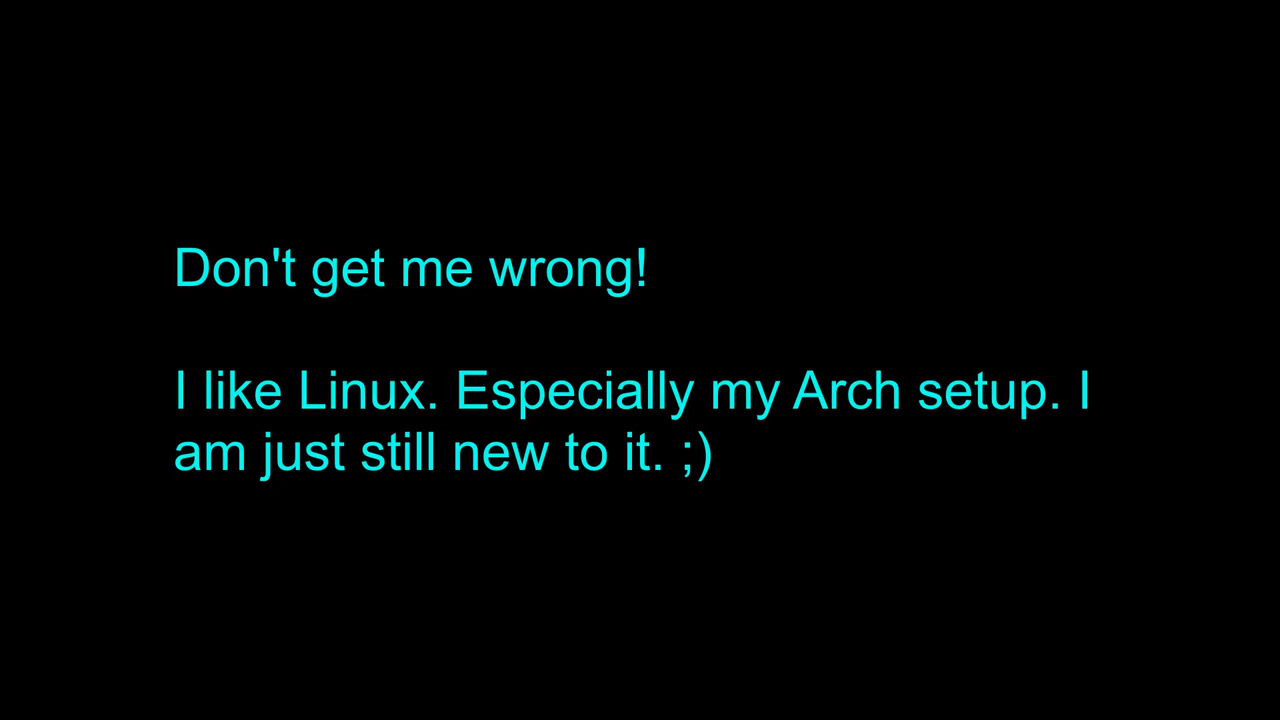 Don't get me wrong!
I like Linux. Especially my Arch setup. I
am just still new to it. ;)